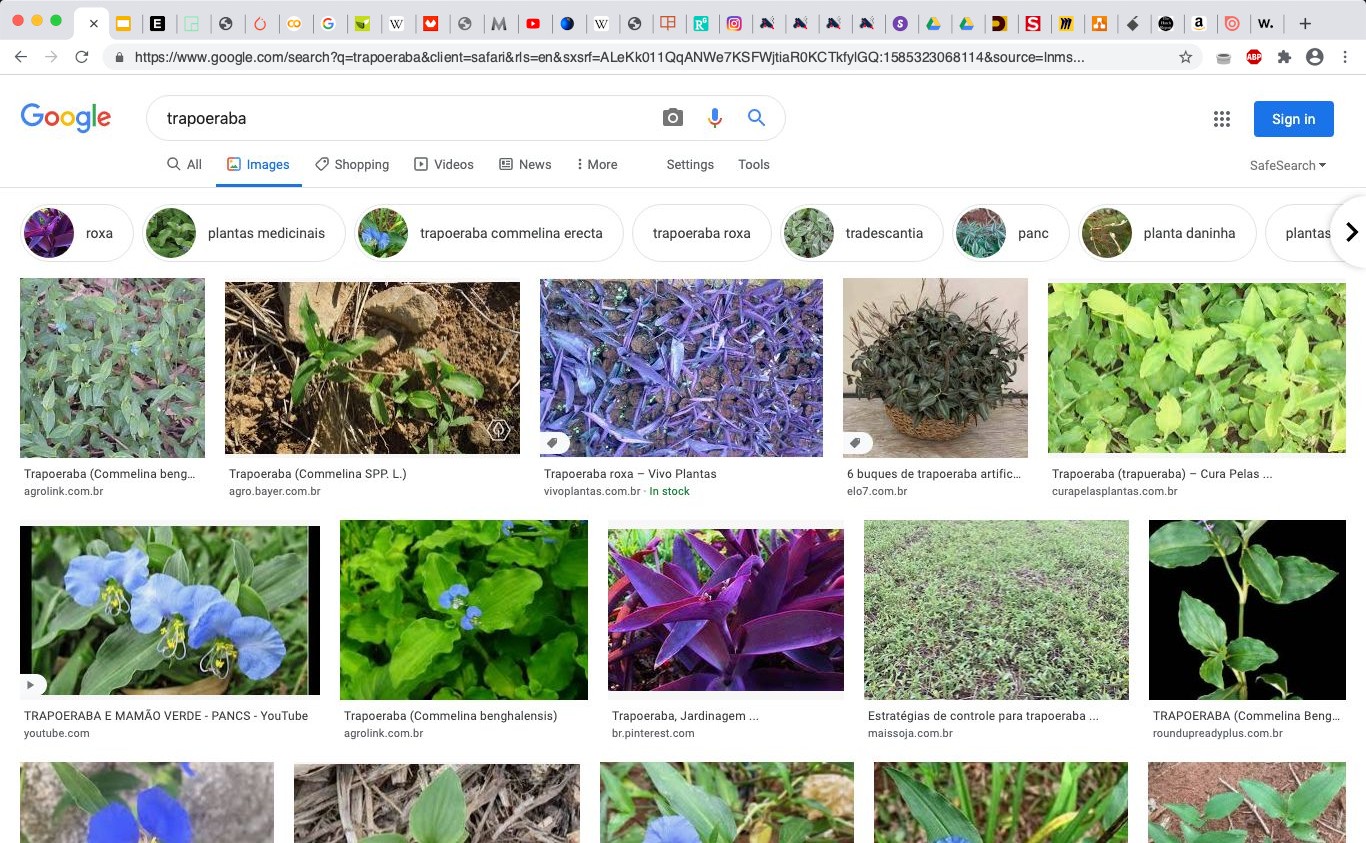 https://www.google.com/search?q=trapoeraba&client=safari&rls=en&sxsrf=ALeKk011QqANWe7KSFWjtiaR0KCTkfylGQ:1585323068114&source=lnms...
ABP
Google
trapoeraba
Sign in
All Images Shopping Videos News More Settings Tools
SafeSearch
roxa plantas medicinais trapoeraba commelina erecta trapoeraba roxa tradescantia panc planta daninha plantas
Trapoeraba (Commelina beng... Trapoeraba (Commelina SPP. L.) Trapoeraba roxa – Vivo Plantas 6 buques de trapoeraba artific... Trapoeraba (trapueraba) – Cura Pelas ...
agrolink.com.br agro.bayer.com.br vivoplantas.com.br · In stock elo7.com.br curapelasplantas.com.br
TRAPOERABA E MAMÃO VERDE - PANCS - YouTube Trapoeraba (Commelina benghalensis) Trapoeraba, Jardinagem ... Estratégias de controle para trapoeraba ... TRAPOERABA (Commelina Beng...
youtube.com agrolink.com.br br.pinterest.com maissoja.com.br roundupreadyplus.com.br